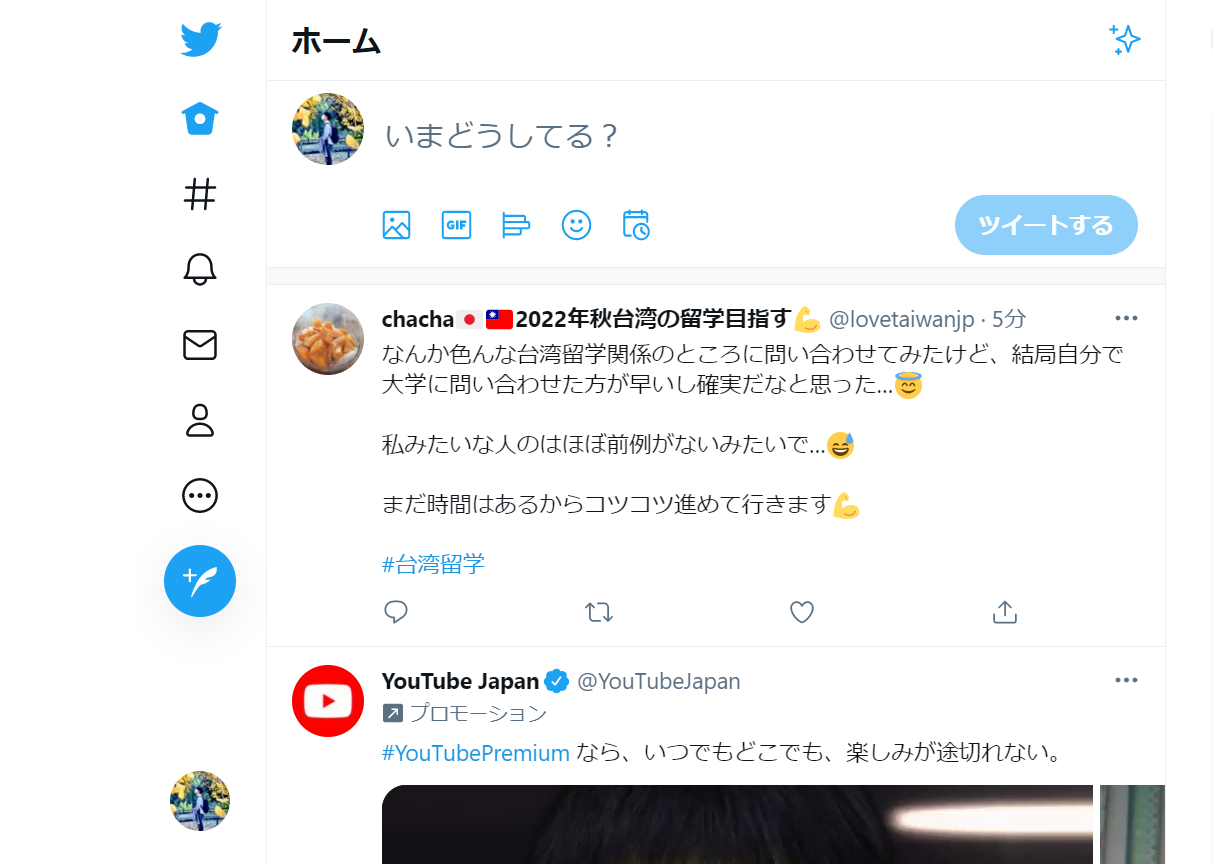 ホーム
いまどうしてる？
GIF
ツイートする
chacha🇯🇵🇹🇼2022年秋台湾の留学目指す💪 @lovetaiwanjp · 5分
なんか色んな台湾留学関係のところに問い合わせてみたけど、結局自分で
大学に問い合わせた方が早いし確実だなと思った...😇
私みたいな人のはほぼ前例がないみたいで...😅
まだ時間はあるからコツコツ進めて行きます💪
#台湾留学
YouTube Japan @YouTubeJapan
プロモーション
#YouTubePremium なら、いつでもどこでも、楽しみが途切れない。